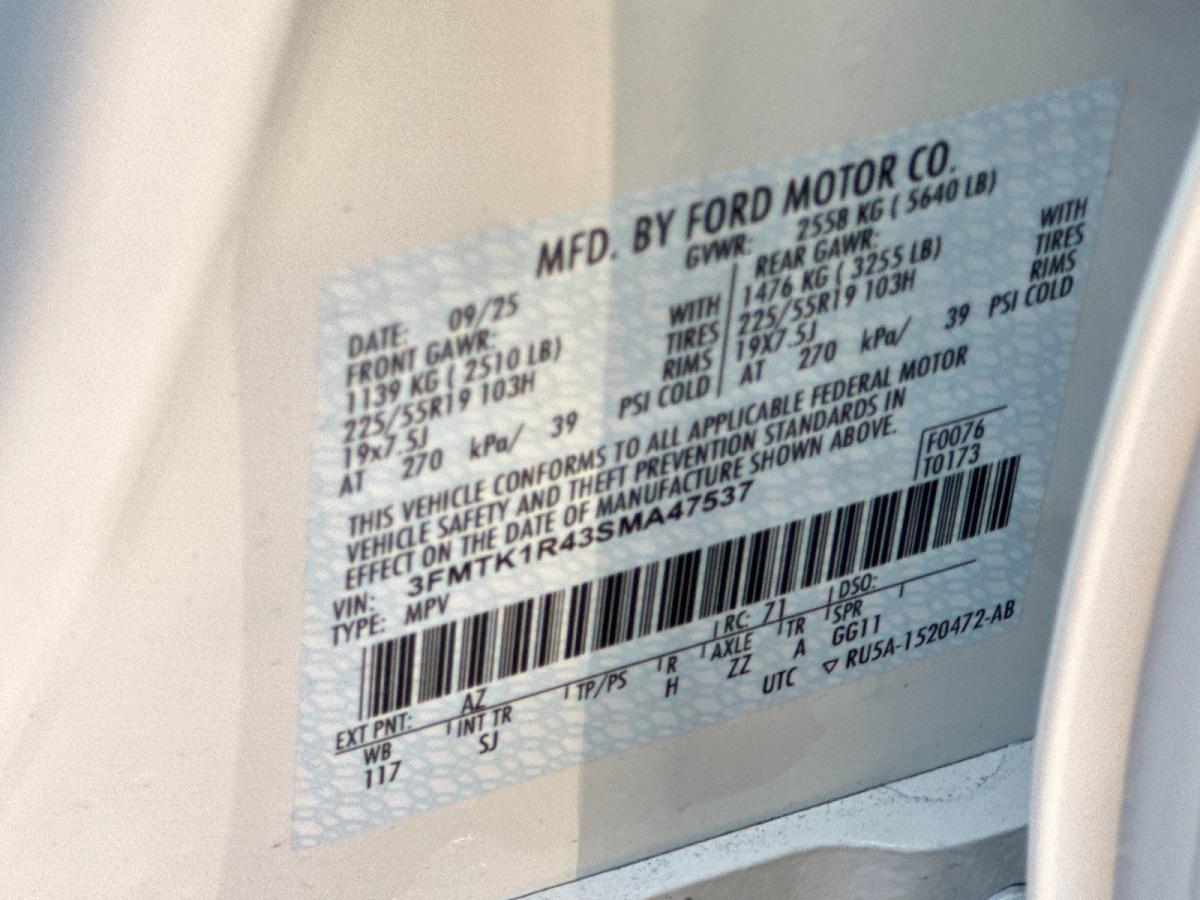 MFD. BY FORD MOTOR CO.
DATE: 09/25 GVWR: 2558 KG ( 5640 LB)
FRONT GAWR: REAR GAWR:
1139 KG ( 2510 LB) WITH 1476 KG ( 3255 LB) WITH
225/55R19 103H TIRES 225/55R19 103H TIRES
19x7.5J RIMS 19X7.5J RIMS
AT 270 kPa/ 39 PSI COLD AT 270 kPa/ 39 PSI COLD
THIS VEHICLE CONFORMS TO ALL APPLICABLE FEDERAL MOTOR
VEHICLE SAFETY AND THEFT PREVENTION STANDARDS IN
EFFECT ON THE DATE OF MANUFACTURE SHOWN ABOVE.
VIN: 3FMTK1R43SMA47537 F0076
TYPE: MPV T0173
EXT PNT: AZ RC: 71 DSO:
WB INT TR TP/PS R AXLE TR SPR
117 SJ H ZZ A GG11
UTC ▽ RU5A-1520472-AB